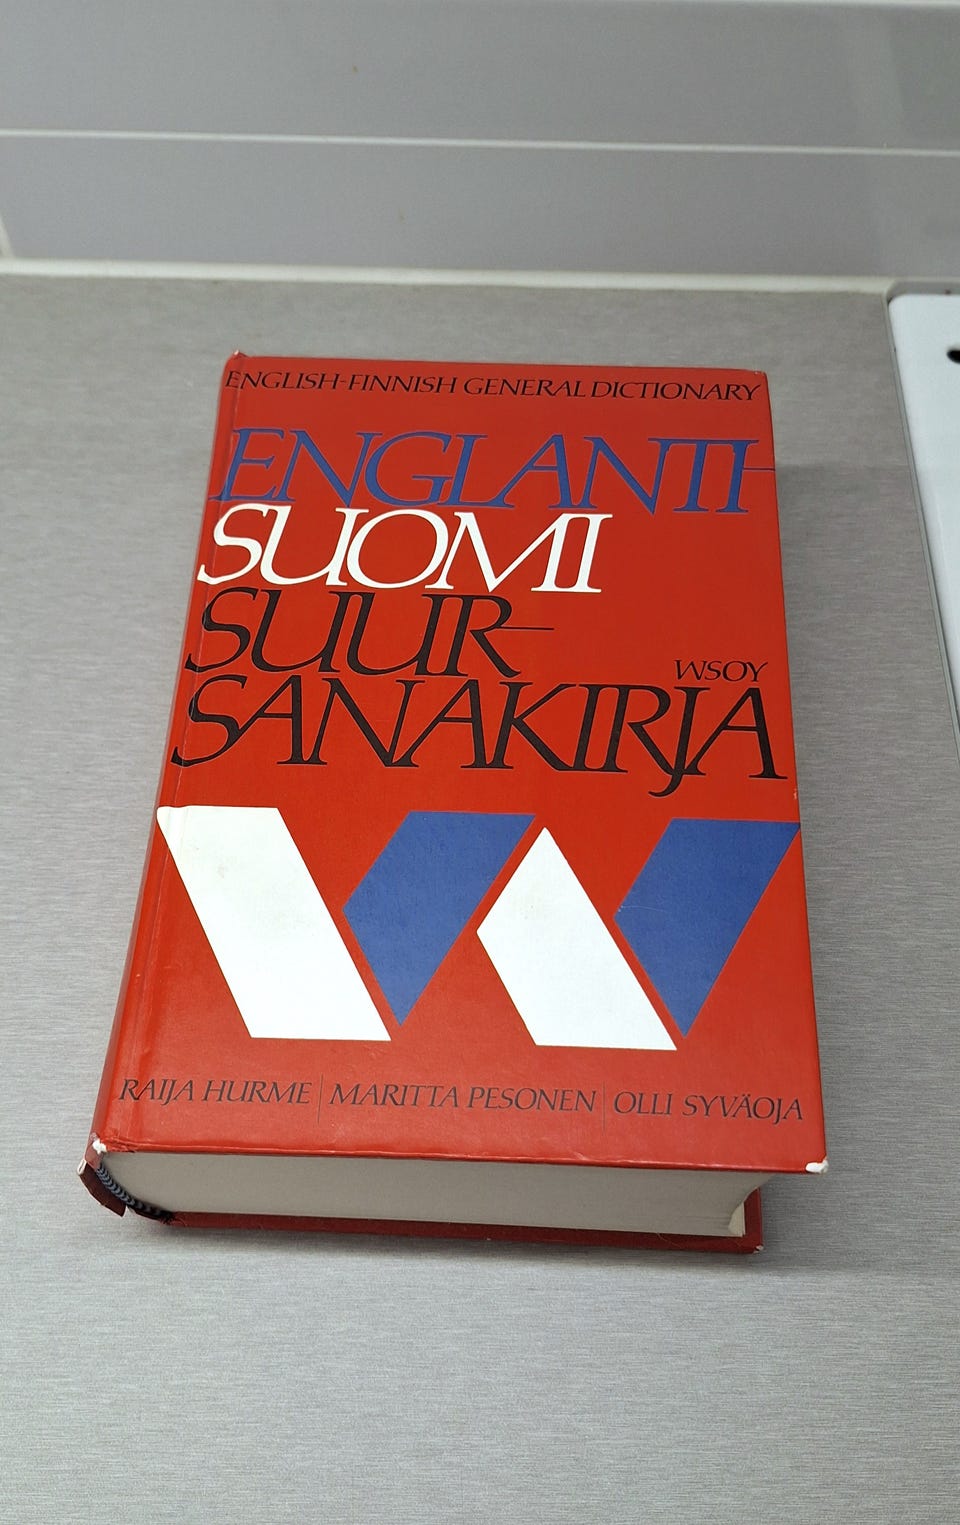 ENGLISH-FINNISH GENERAL DICTIONARY
ENGLANTI-
SUOMI
SUUR-
WSOY
SANAKIRJA
RAIJA HURME | MARITTA PESONEN | OLLI SYVÄOJA